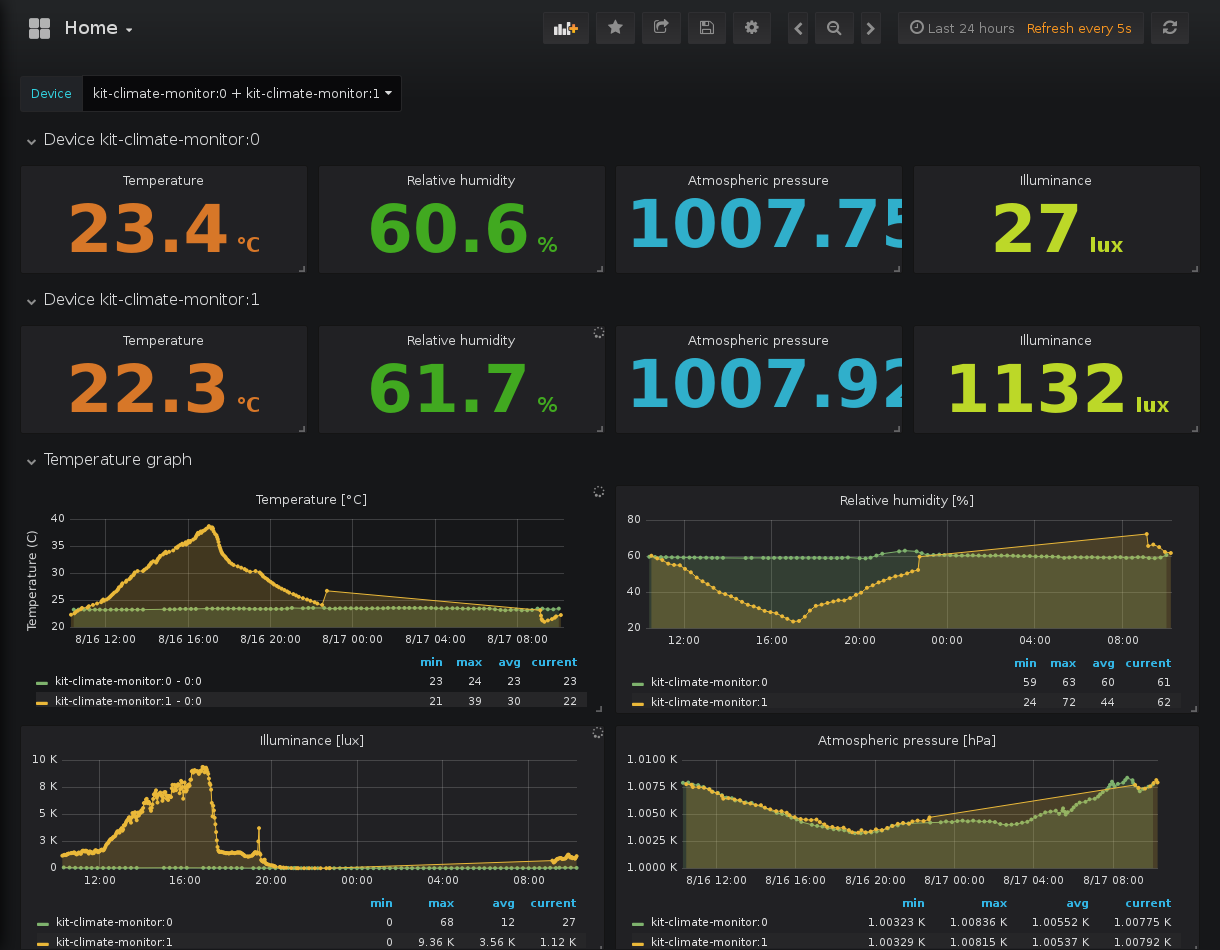 Home
Last 24 hours Refresh every 5s
Device kit-climate-monitor:0 + kit-climate-monitor:1
Device kit-climate-monitor:0
Temperature Relative humidity Atmospheric pressure Illuminance
23.4 °C 60.6 % 1007.75 27 lux
Device kit-climate-monitor:1
Temperature Relative humidity Atmospheric pressure Illuminance
22.3 °C 61.7 % 1007.92 1132 lux
Temperature graph
Temperature [°C]
Temperature (C)
40
35
30
25
20
8/16 12:00 8/16 16:00 8/16 20:00 8/17 00:00 8/17 04:00 8/17 08:00
min max avg current
kit-climate-monitor:0 - 0:0 23 24 23 23
kit-climate-monitor:1 - 0:0 21 39 30 22
Relative humidity [%]
80
60
40
20
12:00 16:00 20:00 00:00 04:00 08:00
min max avg current
kit-climate-monitor:0 59 63 60 61
kit-climate-monitor:1 24 72 44 62
Illuminance [lux]
10 K
8 K
5 K
3 K
0
12:00 16:00 20:00 00:00 04:00 08:00
min max avg current
kit-climate-monitor:0 0 68 12 27
kit-climate-monitor:1 0 9.36 K 3.56 K 1.12 K
Atmospheric pressure [hPa]
1.0100 K
1.0075 K
1.0050 K
1.0025 K
1.0000 K
8/16 12:00 8/16 16:00 8/16 20:00 8/17 00:00 8/17 04:00 8/17 08:00
min max avg current
kit-climate-monitor:0 1.00323 K 1.00836 K 1.00552 K 1.00775 K
kit-climate-monitor:1 1.00329 K 1.00815 K 1.00537 K 1.00792 K